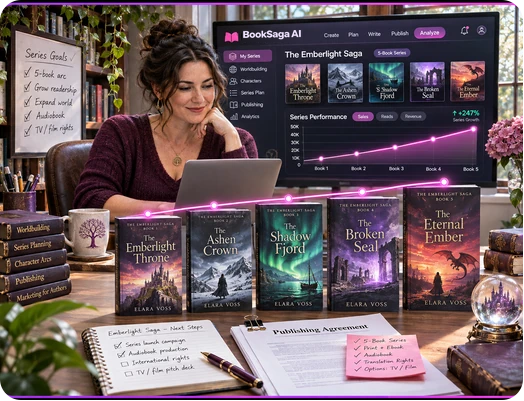 Series Goals
5-book arc
Grow readership
Expand world
Audiobook
TV / film rights
BookSaga AI
Create
Plan
Write
Publish
Analyze
My Series
Worldbuilding
Characters
Series Plan
Publishing
Analytics
The Emberlight Saga
5-Book Series
The
Emberlight
Throne
The
Ashen
Crown
The
Broken
Seal
The
Eternal
Ember
Series Performance
Sales
Reads
Revenue
↑ +247%
Series Growth
40K
30K
20K
10K
0
Book 1
Book 2
Book 3
Book 4
Book 5
Worldbuilding
Series Planning
Character Arcs
Publishing
Marketing for Authors
THE EMBERLIGHT SAGA
BOOK 1
The
Emberlight
Throne
ELARA VOSS
THE EMBERLIGHT SAGA
The
Ashen
Crown
ELARA VOSS
THE EMBERLIGHT SAGA
The
Shadow
Fjord
ELARA VOSS
THE EMBERLIGHT SAGA
BOOK 4
The
Broken
Seal
ELARA VOSS
THE EMBERLIGHT SAGA
BOOK 5
The
Eternal
Ember
ELARA VOSS
Emberlight Saga - Next Steps
Series launch campaign
Audiobook production
International rights
TV / film pitch deck
Publishing Agreement
5-Book Series
Print + Ebook
Audiobook
Translation Rights
Options: TV / Film